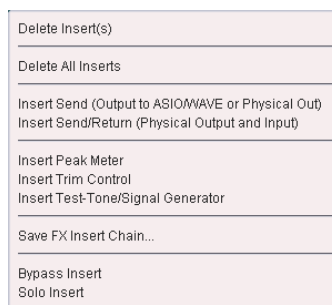 Delete Insert(s)
Delete All Inserts
Insert Send (Output to ASIO/WAVE or Physical Out)
Insert Send/Return (Physical Output and Input)
Insert Peak Meter
Insert Trim Control
Insert Test-Tone/Signal Generator
Save FX Insert Chain...
Bypass Insert
Solo Insert